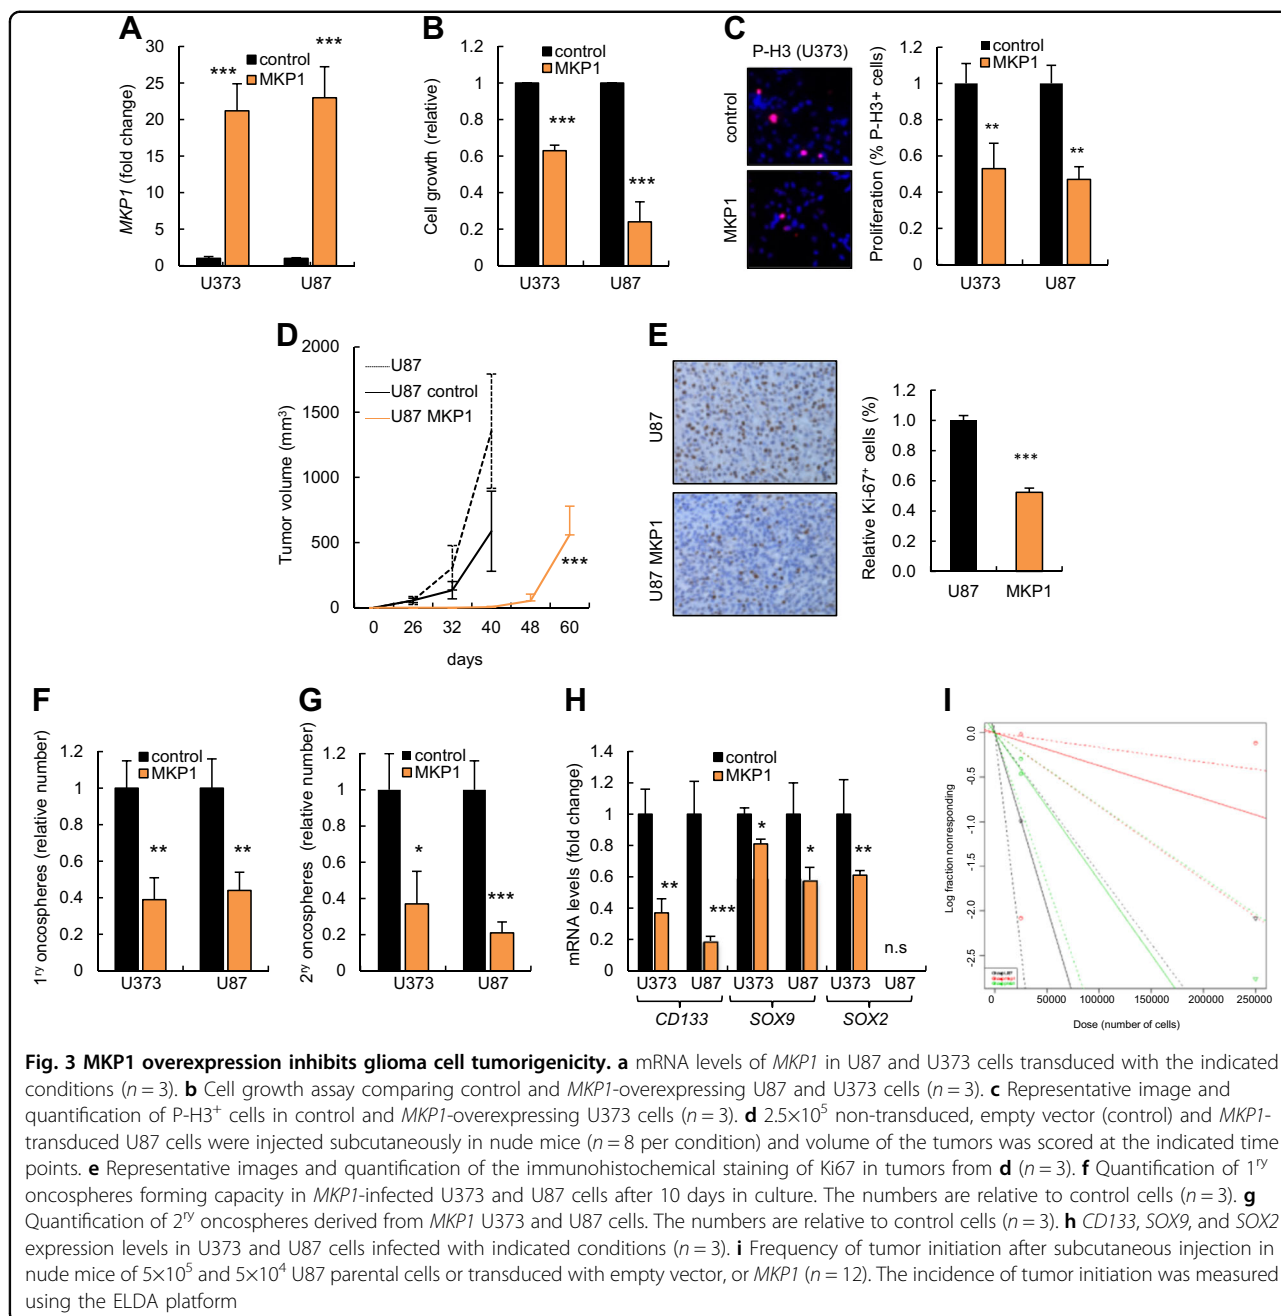 A
30
25
20
15
10
5
0
MKP1 (fold change)
control
MKP1
***
***
U373
U87
B
1.2
1
0.8
0.6
0.4
0.2
0
Cell growth (relative)
control
MKP1
***
***
U373
U87
C
P-H3 (U373)
control
MKP1
1.2
1
0.8
0.6
0.4
0.2
0
Proliferation (% P-H3+ cells)
control
MKP1
**
**
U373
U87
D
2000
1500
1000
500
0
Tumor volume (mm³)
U87
U87 control
U87 MKP1
***
0 26 32 40 48 60
days
E
U87
U87 MKP1
1.2
1.0
0.8
0.6
0.4
0.2
0.0
Relative Ki-67⁺ cells (%)
***
U87
MKP1
F
1.2
1
0.8
0.6
0.4
0.2
0
1ʳʸ oncospheres (relative number)
control
MKP1
**
**
U373
U87
G
1.2
1
0.8
0.6
0.4
0.2
0
2ʳʸ oncospheres (relative number)
control
MKP1
*
***
U373
U87
H
1.4
1.2
1
0.8
0.6
0.4
0.2
0
mRNA levels (fold change)
control
MKP1
**
***
*
*
**
n.s
U373 U87 U373 U87 U373 U87
CD133 SOX9 SOX2
I
0.0
-0.5
-1.0
-1.5
-2.0
-2.5
Log fraction nonresponding
0 50000 100000 150000 200000 250000
Dose (number of cells)
Fig. 3 MKP1 overexpression inhibits glioma cell tumorigenicity. a mRNA levels of MKP1 in U87 and U373 cells transduced with the indicated
conditions (n = 3). b Cell growth assay comparing control and MKP1-overexpressing U87 and U373 cells (n = 3). c Representative image and
quantification of P-H3⁺ cells in control and MKP1-overexpressing U373 cells (n = 3). d 2.5×10⁵ non-transduced, empty vector (control) and MKP1-
transduced U87 cells were injected subcutaneously in nude mice (n = 8 per condition) and volume of the tumors was scored at the indicated time
points. e Representative images and quantification of the immunohistochemical staining of Ki67 in tumors from d (n = 3). f Quantification of 1ʳʸ
oncospheres forming capacity in MKP1-infected U373 and U87 cells after 10 days in culture. The numbers are relative to control cells (n = 3). g
Quantification of 2ʳʸ oncospheres derived from MKP1 U373 and U87 cells. The numbers are relative to control cells (n = 3). h CD133, SOX9, and SOX2
expression levels in U373 and U87 cells infected with indicated conditions (n = 3). i Frequency of tumor initiation after subcutaneous injection in
nude mice of 5×10⁵ and 5×10⁴ U87 parental cells or transduced with empty vector, or MKP1 (n = 12). The incidence of tumor initiation was measured
using the ELDA platform